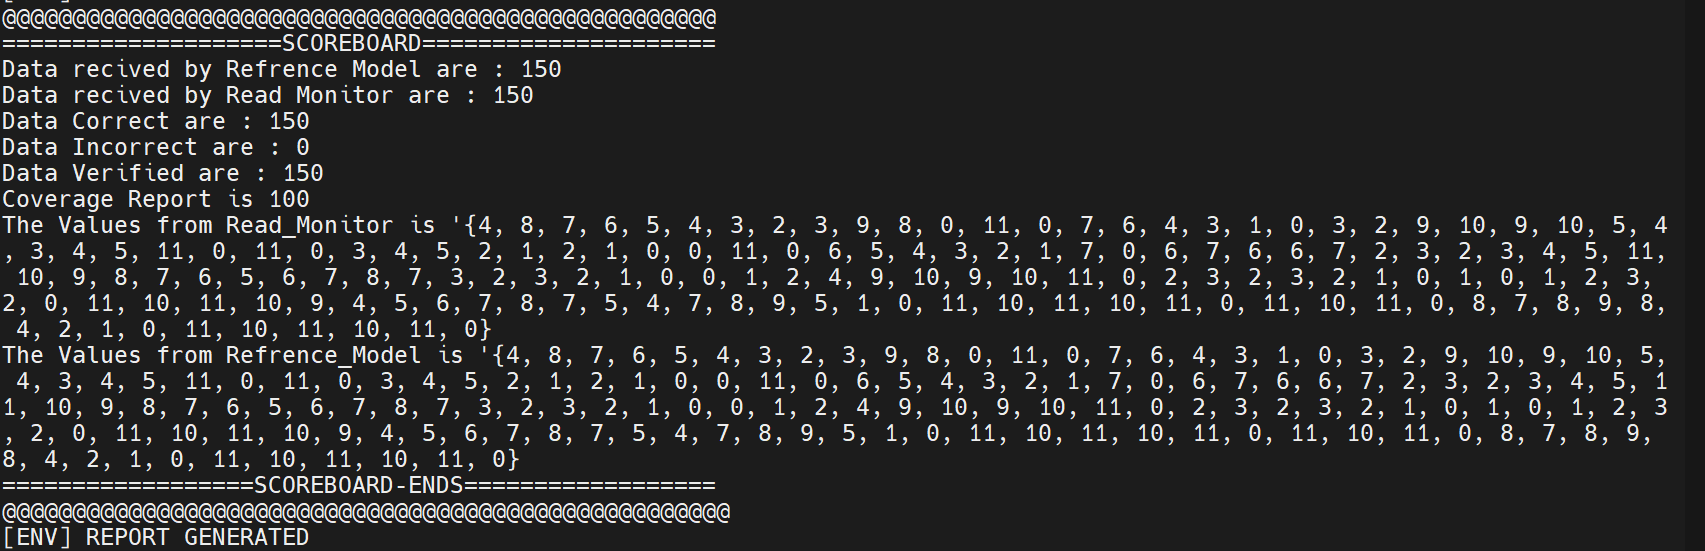 @@@@@@@@@@@@@@@@@@@@@@@@@@@@@@@@@@@@@@@@@@@@@@@@@@@
====================SCOREBOARD=====================
Data recived by Refrence Model are : 150
Data recived by Read Monitor are : 150
Data Correct are : 150
Data Incorrect are : 0
Data Verified are : 150
Coverage Report is 100
The Values from Read_Monitor is '{4, 8, 7, 6, 5, 4, 3, 2, 3, 9, 8, 0, 11, 0, 7, 6, 4, 3, 1, 0, 3, 2, 9, 10, 9, 10, 5, 4
, 3, 4, 5, 11, 0, 11, 0, 3, 4, 5, 2, 1, 2, 1, 0, 0, 11, 0, 6, 5, 4, 3, 2, 1, 7, 0, 6, 7, 6, 6, 7, 2, 3, 2, 3, 4, 5, 11,
 10, 9, 8, 7, 6, 5, 6, 7, 8, 7, 3, 2, 3, 2, 1, 0, 0, 1, 2, 4, 9, 10, 9, 10, 11, 0, 2, 3, 2, 3, 2, 1, 0, 1, 0, 1, 2, 3,
2, 0, 11, 10, 11, 10, 9, 4, 5, 6, 7, 8, 7, 5, 4, 7, 8, 9, 5, 1, 0, 11, 10, 11, 10, 11, 0, 11, 10, 11, 0, 8, 7, 8, 9, 8,
 4, 2, 1, 0, 11, 10, 11, 10, 11, 0}
The Values from Refrence_Model is '{4, 8, 7, 6, 5, 4, 3, 2, 3, 9, 8, 0, 11, 0, 7, 6, 4, 3, 1, 0, 3, 2, 9, 10, 9, 10, 5,
 4, 3, 4, 5, 11, 0, 11, 0, 3, 4, 5, 2, 1, 2, 1, 0, 0, 11, 0, 6, 5, 4, 3, 2, 1, 7, 0, 6, 7, 6, 6, 7, 2, 3, 2, 3, 4, 5, 1
1, 10, 9, 8, 7, 6, 5, 6, 7, 8, 7, 3, 2, 3, 2, 1, 0, 0, 1, 2, 4, 9, 10, 9, 10, 11, 0, 2, 3, 2, 3, 2, 1, 0, 1, 0, 1, 2, 3
, 2, 0, 11, 10, 11, 10, 9, 4, 5, 6, 7, 8, 7, 5, 4, 7, 8, 9, 5, 1, 0, 11, 10, 11, 10, 11, 0, 11, 10, 11, 0, 8, 7, 8, 9,
8, 4, 2, 1, 0, 11, 10, 11, 10, 11, 0}
==================SCOREBOARD-ENDS==================
@@@@@@@@@@@@@@@@@@@@@@@@@@@@@@@@@@@@@@@@@@@@@@@@@@@@
[ENV] REPORT GENERATED